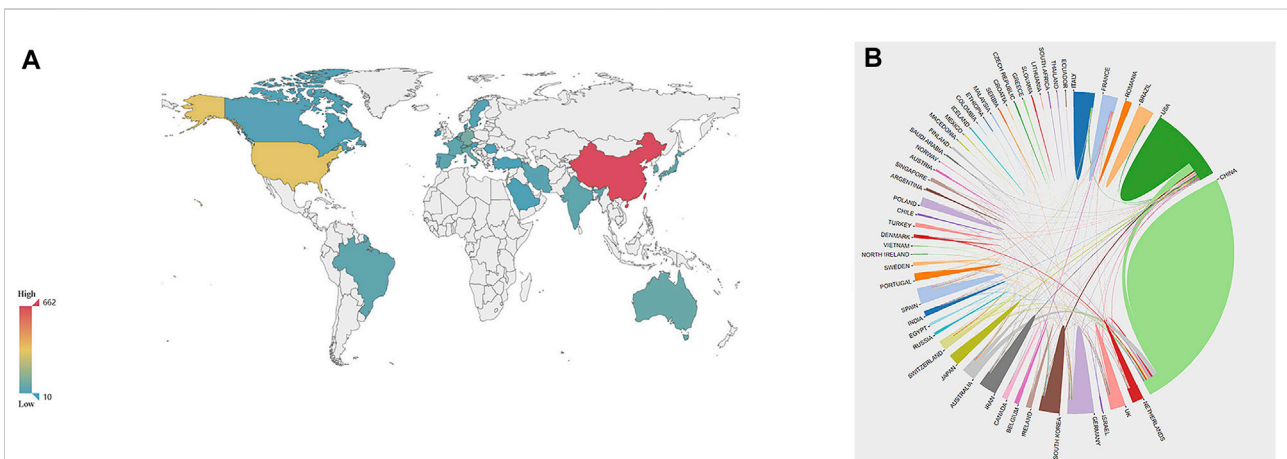 A
High
662
10
Low
B
ITALY
FRANCE
ROMANIA
BRAZIL
USA
CHINA
NETHERLANDS
UK
ISRAEL
GERMANY
SOUTH KOREA
IRELAND
BELGIUM
CANADA
IRAN
AUSTRALIA
JAPAN
SWITZERLAND
RUSSIA
EGYPT
INDIA
SPAIN
PORTUGAL
SWEDEN
NORTH IRELAND
VIETNAM
DENMARK
TURKEY
CHILE
POLAND
ARGENTINA
SINGAPORE
AUSTRIA
NORWAY
SAUDI ARABIA
FINLAND
MEXICO
MACEDONIA
ICELAND
COLOMBIA
ETHIOPIA
MALAYSIA
SERBIA
CROATIA
CZECH REPUBLIC
GREECE
SLOVENIA
LITHUANIA
SOUTH AFRICA
THAILAND
ECUADOR